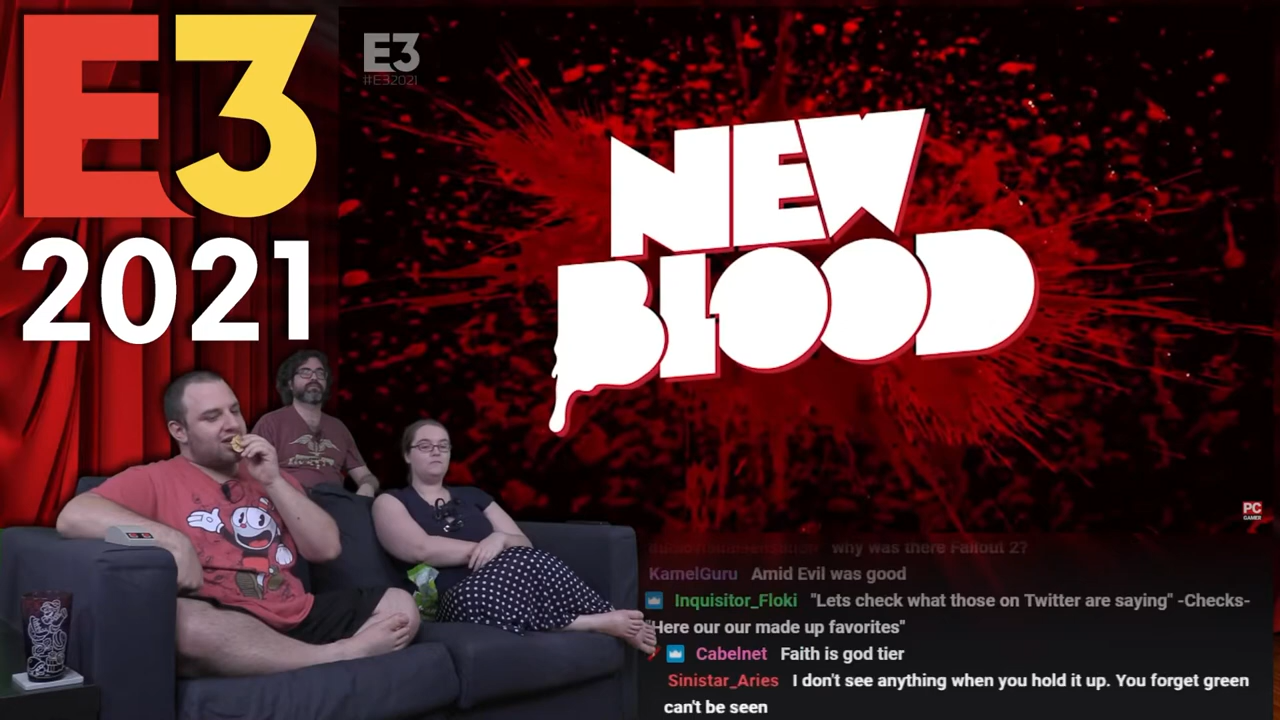 E3
2021
E3
#E32021
NEW
BLOOD
PC
GAMER
why was there Fallout 2?
KamelGuru Amid Evil was good
Inquisitor_Floki "Lets check what those on Twitter are saying" -Checks-
"Here our our made up favorites"
Cabelnet Faith is god tier
Sinistar_Aries I don't see anything when you hold it up. You forget green
can't be seen